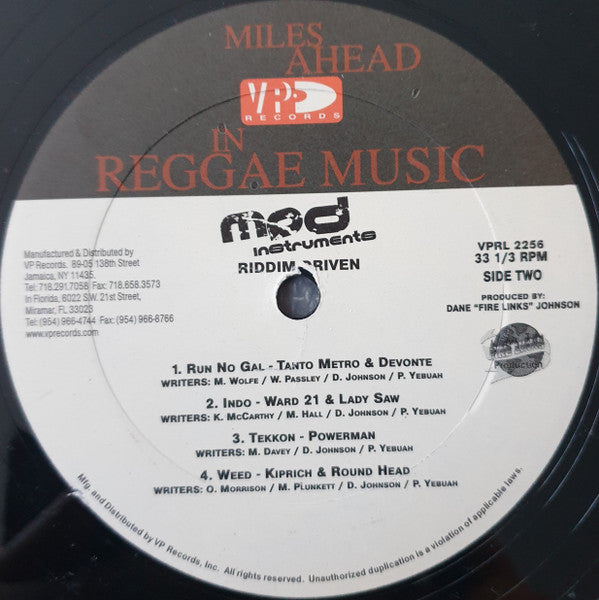 MILES
AHEAD
VP
RECORDS
IN
REGGAE MUSIC
mad
instruments
RIDDIM DRIVEN
Manufactured & Distributed by
VP Records. 89-05 138th Street
Jamaica, NY 11435.
Tel: 718.291.7058 Fax: 718.658.3573
In Florida, 6022 S.W. 21st Street,
Miramar, FL 33023
Tel: (954) 966-4744 Fax: (954) 966-8766
www.vprecords.com
VPRL 2256
33 1/3 RPM
SIDE TWO
PRODUCED BY:
DANE "FIRE LINKS" JOHNSON
Fire Links
Production
1. RUN NO GAL - TANTO METRO & DEVONTE
WRITERS: M. WOLFE / W. PASSLEY / D. JOHNSON / P. YEBUAH
2. INDO - WARD 21 & LADY SAW
WRITERS: K. MCCARTHY / M. HALL / D. JOHNSON / P. YEBUAH
3. TEKKON - POWERMAN
WRITERS: M. DAVEY / D. JOHNSON / P. YEBUAH
4. WEED - KIPRICH & ROUND HEAD
WRITERS: O. MORRISON / M. PLUNKETT / D. JOHNSON / P. YEBUAH
Mfg. and Distributed by VP Records, Inc. All rights reserved. Unauthorized duplication is a violation of applicable laws.